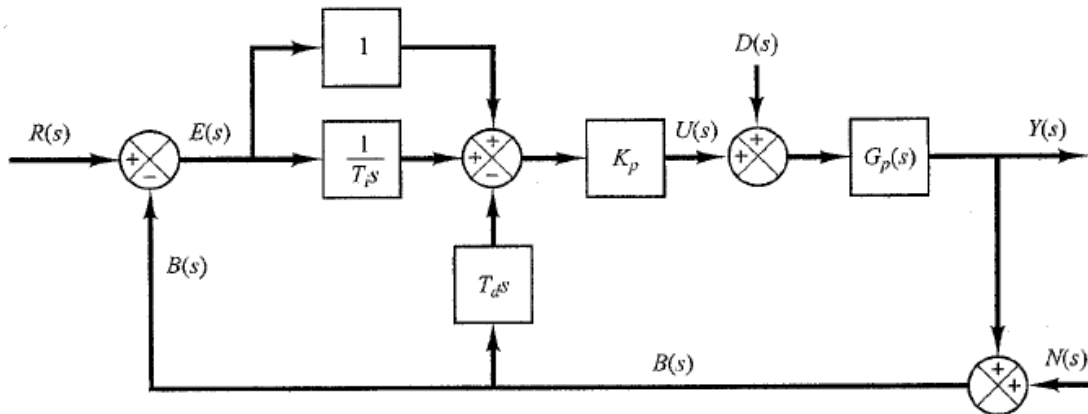 1
D(s)
R(s)
+
−
E(s)
1
T_i s
+
+
−
K_p
U(s)
+
+
G_p(s)
Y(s)
B(s)
T_d s
B(s)
+
+
N(s)